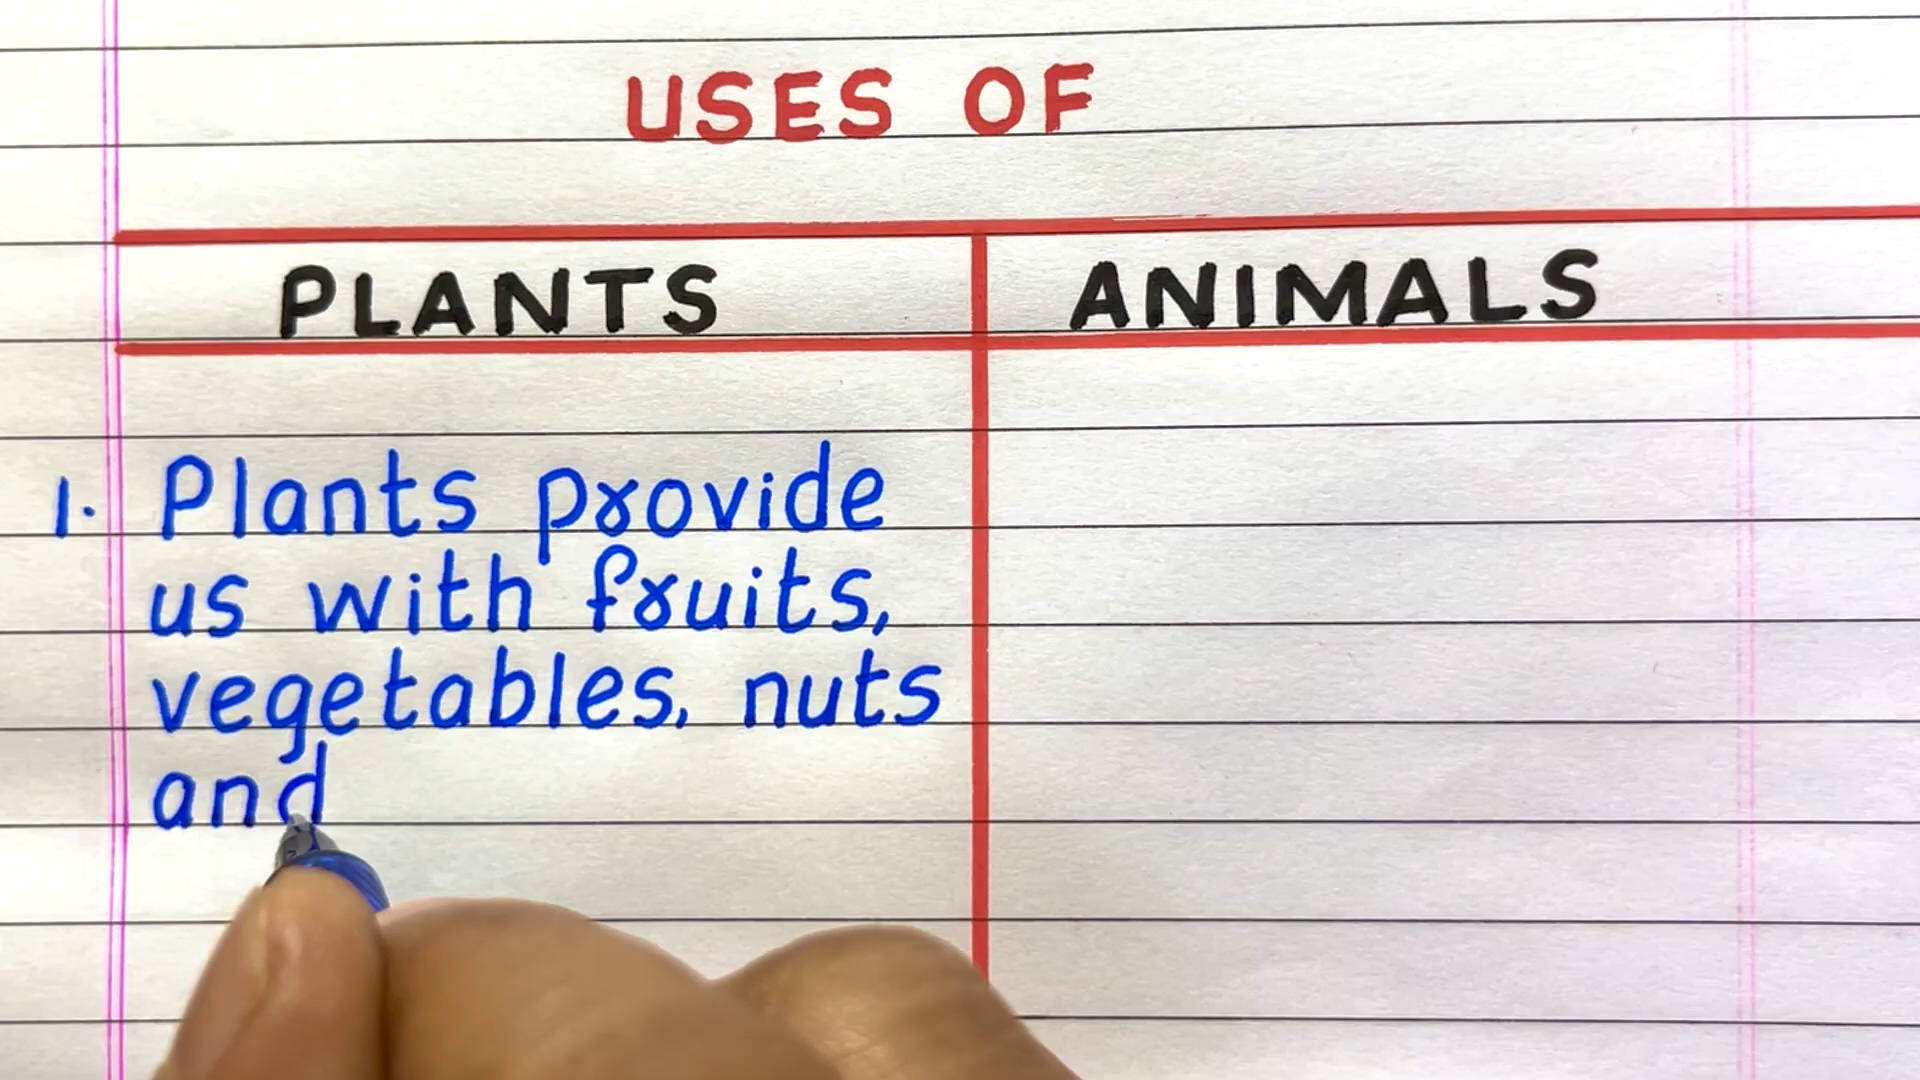 USES OF
PLANTS ANIMALS
1. Plants provide
us with fruits,
vegetables, nuts
and